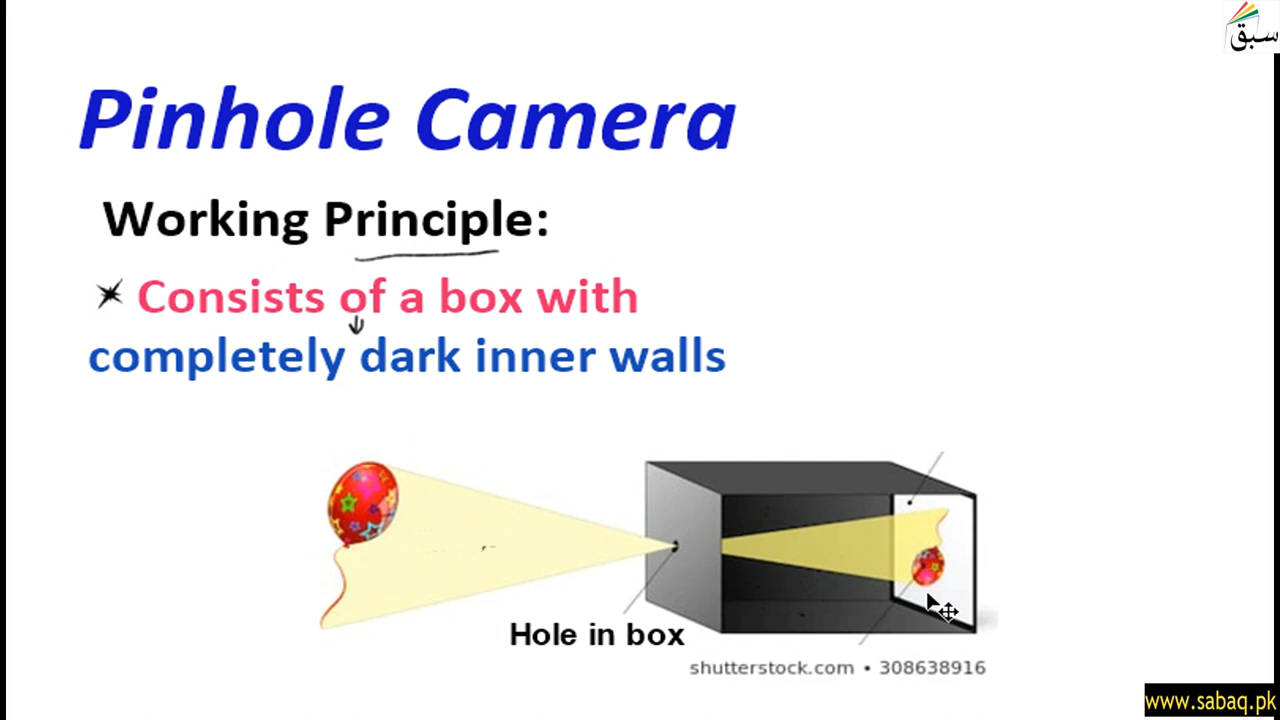 سبق
Pinhole Camera
Working Principle:
Consists of a box with
completely dark inner walls
Hole in box
shutterstock.com • 308638916
www.sabaq.pk